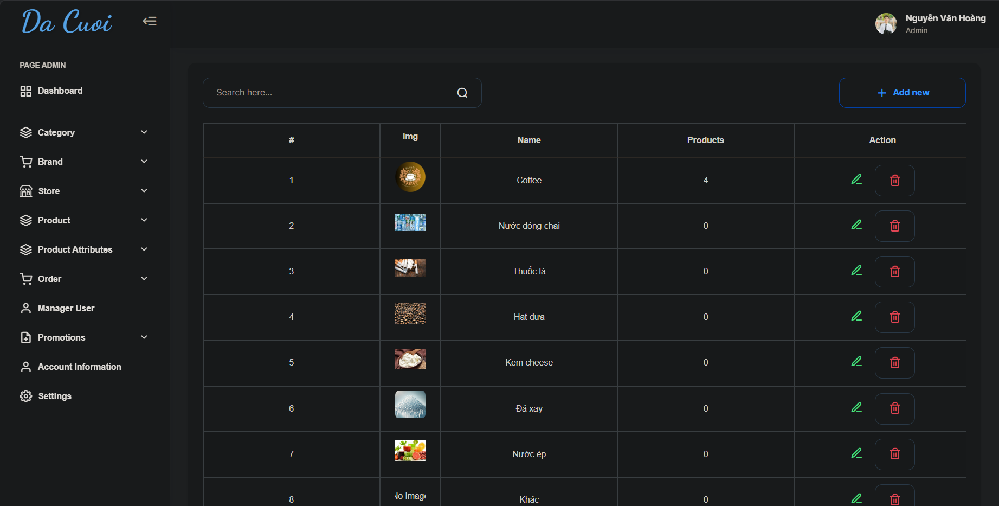 Da Cuoi
Nguyễn Văn Hoàng
Admin
PAGE ADMIN
Dashboard
Category
Brand
Store
Product
Product Attributes
Order
Manager User
Promotions
Account Information
Settings
Search here...
Add new
# Img Name Products Action
1 Coffee 4
2 Nước đóng chai 0
3 Thuốc lá 0
4 Hạt dưa 0
5 Kem cheese 0
6 Đá xay 0
7 Nước ép 0
8 No Image Khác 0